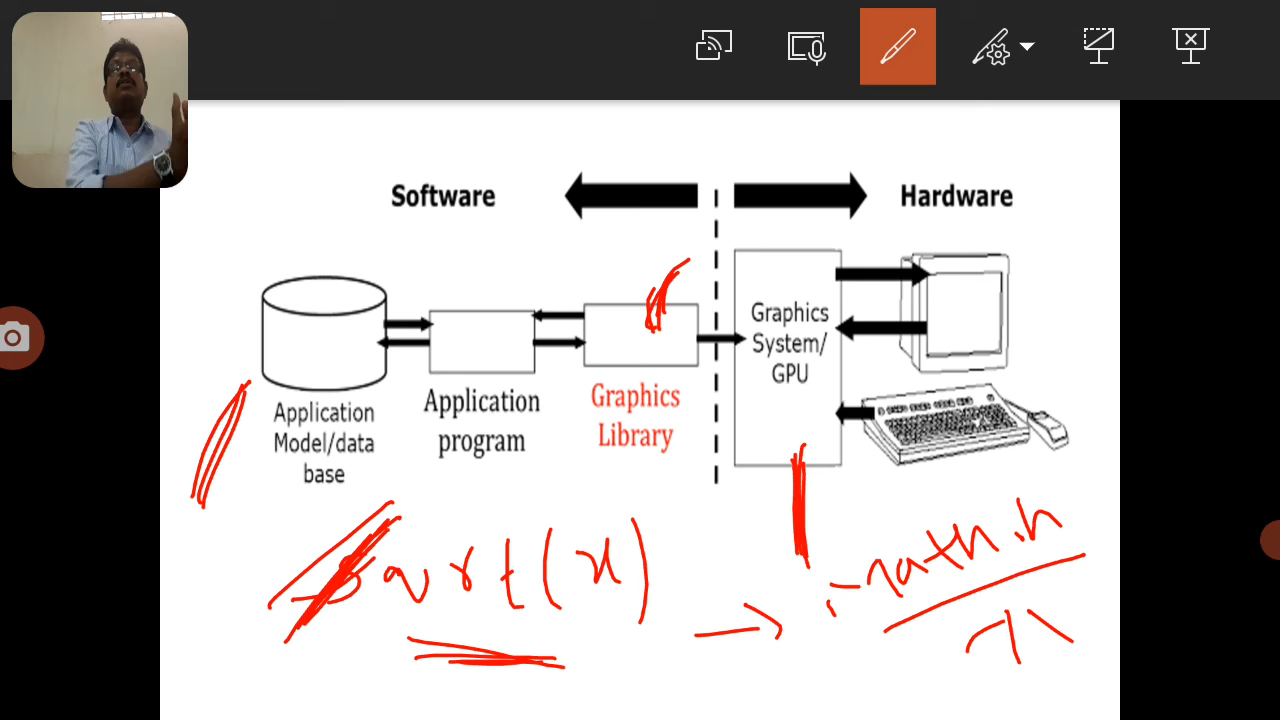 Software
Hardware
Graphics
System/
GPU
Application
Model/data
base
Application
program
Graphics
Library
sqrt(x)
math.h